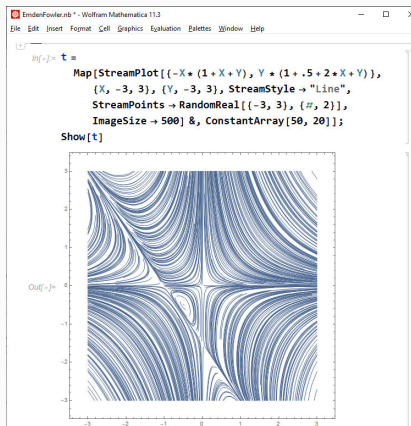 EmdenFowler.nb * - Wolfram Mathematica 11.3
File Edit Insert Format Cell Graphics Evaluation Palettes Window Help
In[•]:= t =
Map[StreamPlot[{-X * (1 + X + Y), Y * (1 + .5 + 2 * X + Y)},
{X, -3, 3}, {Y, -3, 3}, StreamStyle → "Line",
StreamPoints → RandomReal[{-3, 3}, {#, 2}],
ImageSize → 500] &, ConstantArray[50, 20]];
Show[t]
3
2
1
Out[•]= 0
-1
-2
-3
-3 -2 -1 0 1 2 3